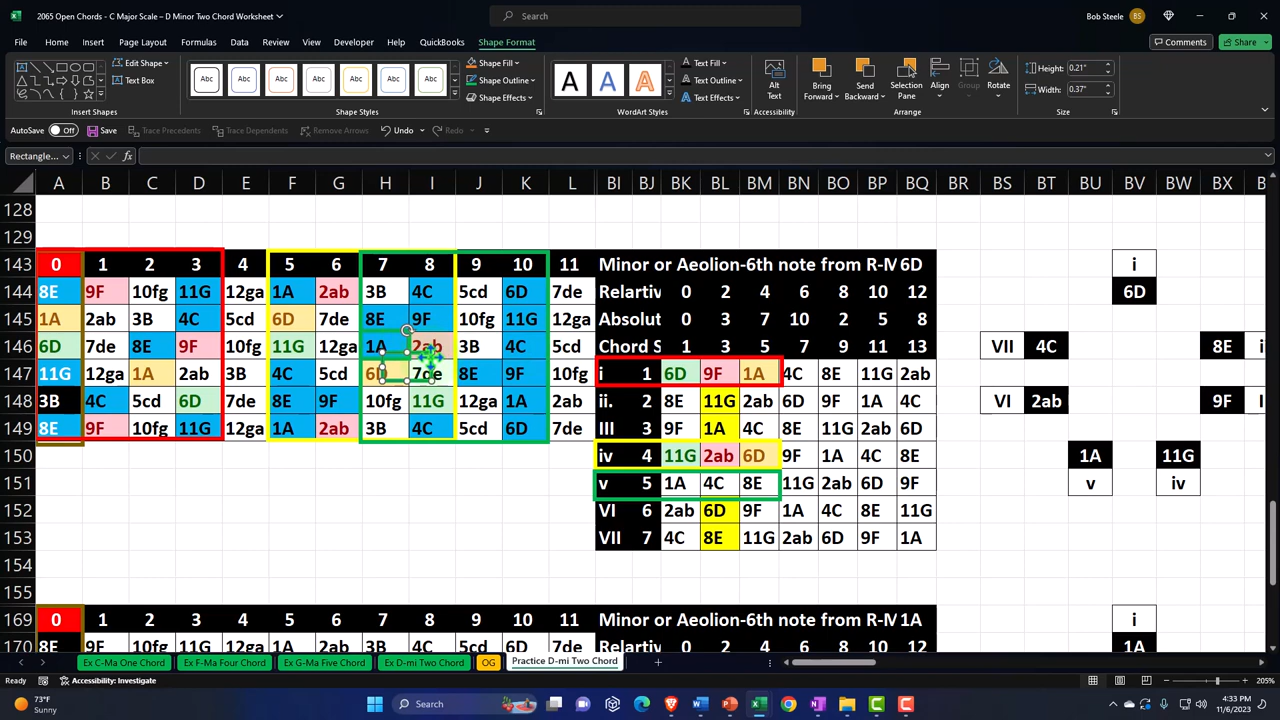 2065 Open Chords - C Major Scale – D Minor Two Chord Worksheet
Search
Bob Steele BS
File Home Insert Page Layout Formulas Data Review View Developer Help QuickBooks Shape Format
Comments Share
Edit Shape
Text Box
Insert Shapes
Abc Abc Abc Abc Abc Abc
Shape Fill
Shape Outline
Shape Effects
Shape Styles
A A A
Text Fill
Text Outline
Text Effects
WordArt Styles
Alt Text
Accessibility
Bring Forward
Send Backward
Selection Pane
Align
Group
Rotate
Arrange
Height: 0.21"
Width: 0.37"
Size
AutoSave Off Save Trace Precedents Trace Dependents Remove Arrows Undo Redo
Rectangle... fx
A B C D E F G H I J K L BI BJ BK BL BM BN BO BP BQ BR BS BT BU BV BW BX
128
129
143 0 1 2 3 4 5 6 7 8 9 10 11 Minor or Aeolion-6th note from R-IV 6D i
144 8E 9F 10fg 11G 12ga 1A 2ab 3B 4C 5cd 6D 7de Relartiv 0 2 4 6 8 10 12 6D
145 1A 2ab 3B 4C 5cd 6D 7de 8E 9F 10fg 11G 12ga Absolut 0 3 7 10 2 5 8
146 6D 7de 8E 9F 10fg 11G 12ga 1A 2ab 3B 4C 5cd Chord S 1 3 5 7 9 11 13 VII 4C 8E
147 11G 12ga 1A 2ab 3B 4C 5cd 6D 7de 8E 9F 10fg i 1 6D 9F 1A 4C 8E 11G 2ab
148 3B 4C 5cd 6D 7de 8E 9F 10fg 11G 12ga 1A 2ab ii. 2 8E 11G 2ab 6D 9F 1A 4C VI 2ab 9F
149 8E 9F 10fg 11G 12ga 1A 2ab 3B 4C 5cd 6D 7de III 3 9F 1A 4C 8E 11G 2ab 6D
150 iv 4 11G 2ab 6D 9F 1A 4C 8E 1A 11G
151 v 5 1A 4C 8E 11G 2ab 6D 9F v iv
152 VI 6 2ab 6D 9F 1A 4C 8E 11G
153 VII 7 4C 8E 11G 2ab 6D 9F 1A
154
155
169 0 1 2 3 4 5 6 7 8 9 10 11 Minor or Aeolion-6th note from R-IV 1A i
170 8E 9F 10fg 11G 12ga 1A 2ab 3B 4C 5cd 6D 7de Relartiv 0 2 4 6 8 10 12 1A
Ex C-Ma One Chord Ex F-Ma Four Chord Ex G-Ma Five Chord Ex D-mi Two Chord OG Practice D-mi Two Chord
Ready Accessibility: Investigate 205%
73°F
Sunny
Search
4:33 PM
11/6/2023